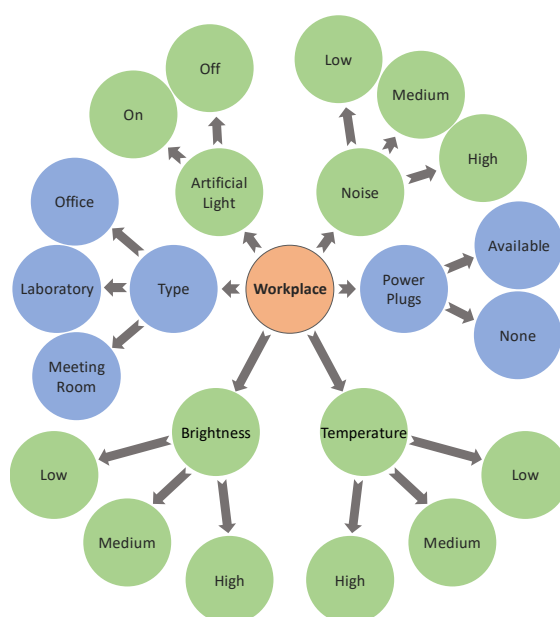 Off
Low
Medium
On
High
Artificial
Light
Noise
Office
Available
Laboratory
Type
Workplace
Power
Plugs
None
Meeting
Room
Brightness
Temperature
Low
Low
Medium
Medium
High
High